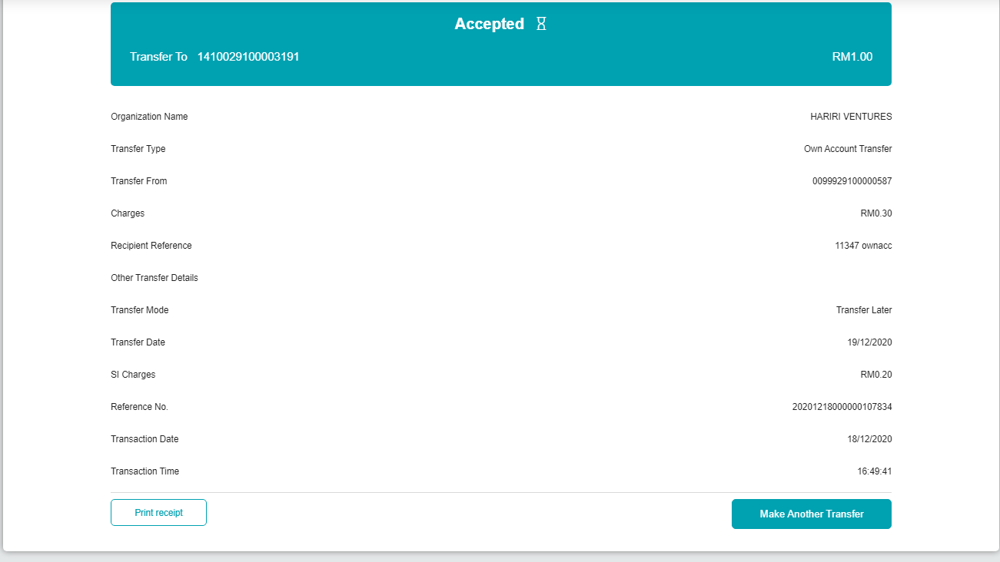 Accepted
Transfer To 1410029100003191 RM1.00
Organization Name HARIRI VENTURES
Transfer Type Own Account Transfer
Transfer From 0099929100000587
Charges RM0.30
Recipient Reference 11347 ownacc
Other Transfer Details
Transfer Mode Transfer Later
Transfer Date 19/12/2020
SI Charges RM0.20
Reference No. 20201218000000107834
Transaction Date 18/12/2020
Transaction Time 16:49:41
Print receipt Make Another Transfer